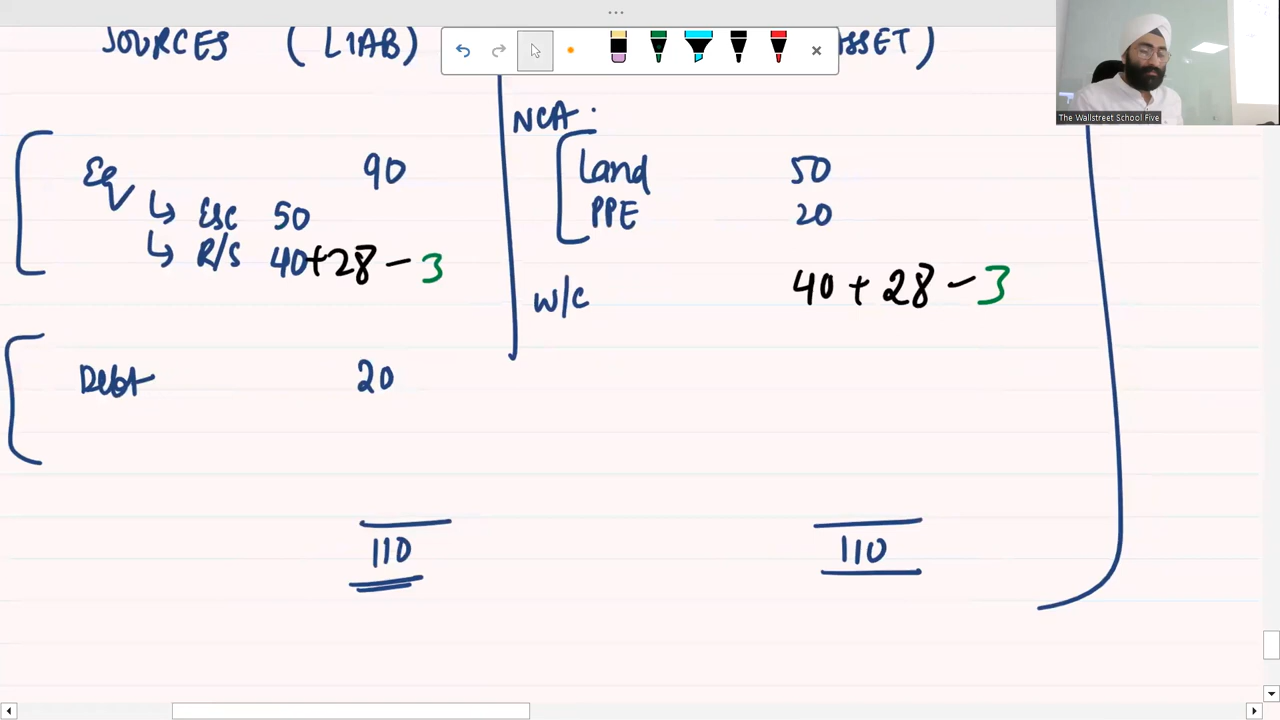 SOURCES (LIAB)
ASSET)
The Wallstreet School Five
NCA.
Eq 90
↳ ESC 50
↳ R/S 40+28-3
Debt 20
110
Land 50
PPE 20
W/C 40+28-3
110